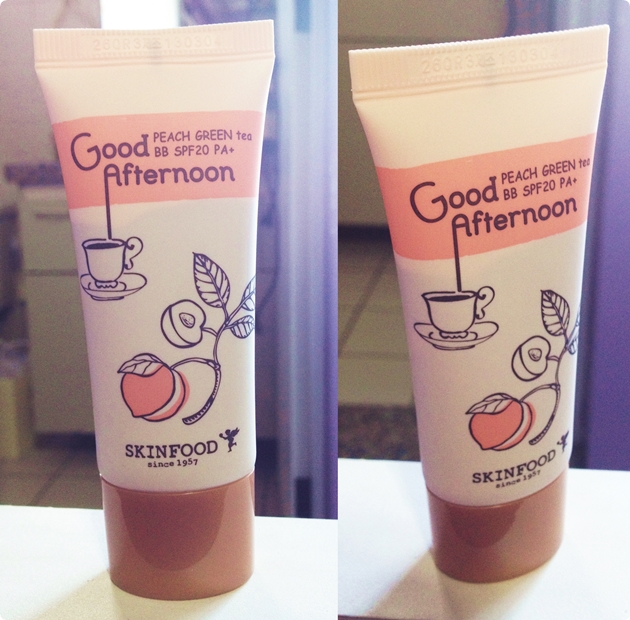 Good PEACH GREEN tea
BB SPF20 PA+
Afternoon
SKINFOOD
since 1957
Good PEACH GREEN tea
BB SPF20 PA+
Afternoon
SKINFOOD
since 1957